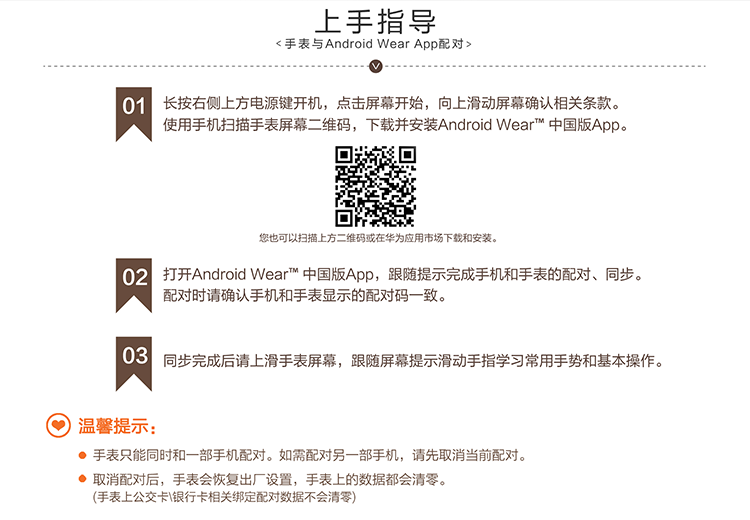 上手指导
<手表与Android Wear App配对>
01
长按右侧上方电源键开机，点击屏幕开始，向上滑动屏幕确认相关条款。
使用手机扫描手表屏幕二维码，下载并安装Android Wear™ 中国版App。
您也可以扫描上方二维码或在华为应用市场下载和安装。
02
打开Android Wear™ 中国版App，跟随提示完成手机和手表的配对、同步。
配对时请确认手机和手表显示的配对码一致。
03
同步完成后请上滑手表屏幕，跟随屏幕提示滑动手指学习常用手势和基本操作。
温馨提示：
手表只能同时和一部手机配对。如需配对另一部手机，请先取消当前配对。
取消配对后，手表会恢复出厂设置，手表上的数据都会清零。
(手表上公交卡\银行卡相关绑定配对数据不会清零)